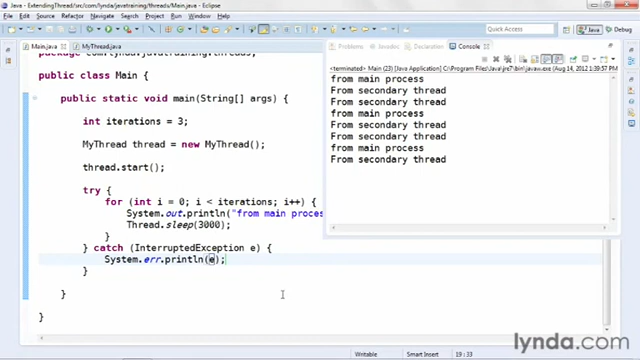 Java - ExtendingThread/src/com/lynda/javatraining/threads/Main.java - Eclipse
File Edit Source Refactor Navigate Search Project Run Window Help
Quick Access
Java
Debug
Main.java
MyThread.java
Problems
Javadoc
Declaration
Console
<terminated> Main (23) [Java Application] C:\Program Files\Java\jre7\bin\javaw.exe (Aug 14, 2012 1:39:57
from main process
From secondary thread
From secondary thread
from main process
From secondary thread
From secondary thread
from main process
From secondary thread
package com.lynda.javatraining.threads;
public class Main {
public static void main(String[] args) {
int iterations = 3;
MyThread thread = new MyThread();
thread.start();
try {
for (int i = 0; i < iterations; i++) {
System.out.println("from main proces
Thread.sleep(3000);
}
} catch (InterruptedException e) {
System.err.println(e);
}
}
}
Writable
Smart Insert
19 : 33
lynda.com